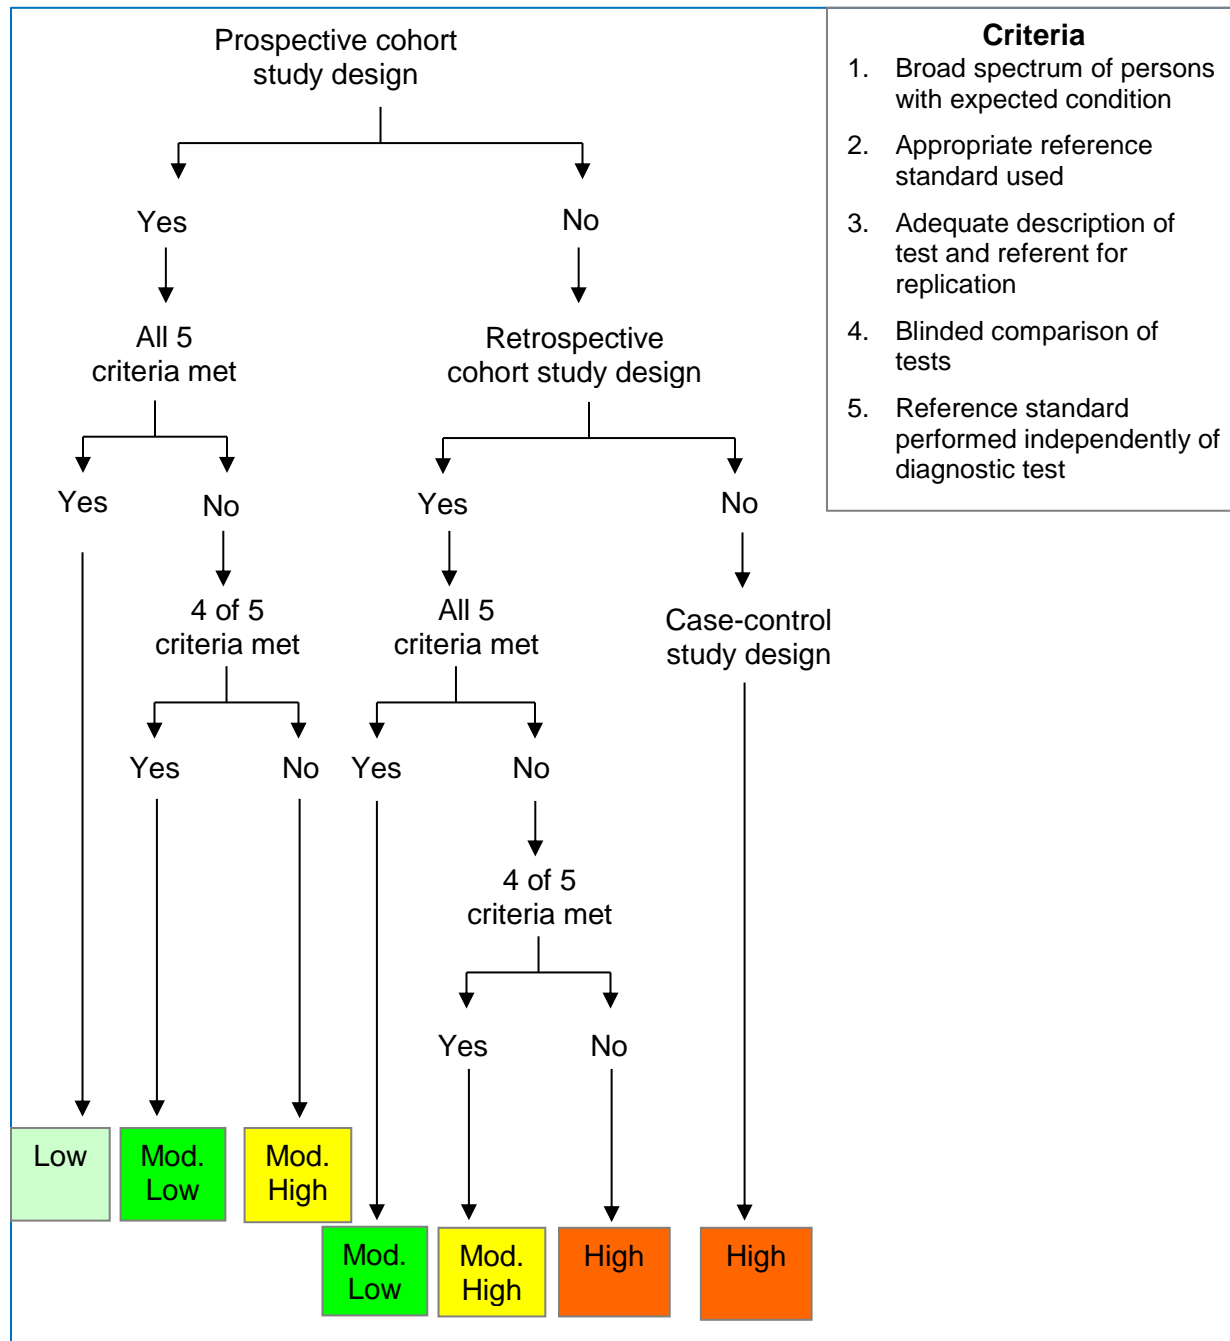 Prospective cohort
study design
Yes
No
All 5
criteria met
Retrospective
cohort study design
Yes
No
Yes
No
4 of 5
criteria met
All 5
criteria met
Case-control
study design
Yes
No
Yes
No
4 of 5
criteria met
Yes
No
Low
Mod.
Low
Mod.
High
Mod.
Low
Mod.
High
High
High
Criteria
1. Broad spectrum of persons
with expected condition
2. Appropriate reference
standard used
3. Adequate description of
test and referent for
replication
4. Blinded comparison of
tests
5. Reference standard
performed independently of
diagnostic test